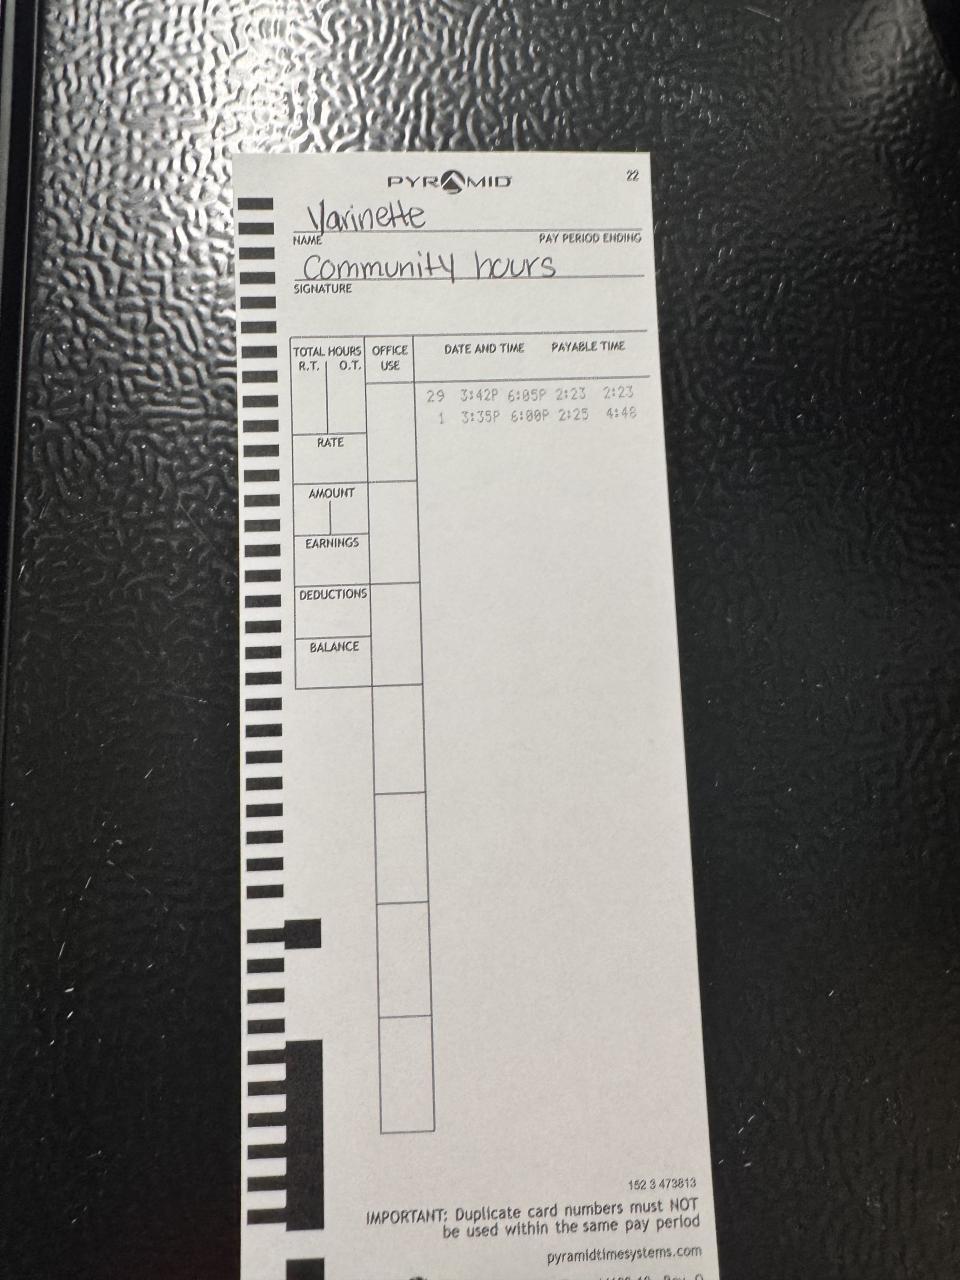 PYRAMID
22
Yarinette
NAME PAY PERIOD ENDING
Community hours
SIGNATURE
TOTAL HOURS OFFICE USE DATE AND TIME PAYABLE TIME
R.T. O.T.
29 3:42P 6:05P 2:23 2:23
1 3:35P 6:00P 2:25 4:48
RATE
AMOUNT
EARNINGS
DEDUCTIONS
BALANCE
152 3 473813
IMPORTANT: Duplicate card numbers must NOT
be used within the same pay period
pyramidtimesystems.com